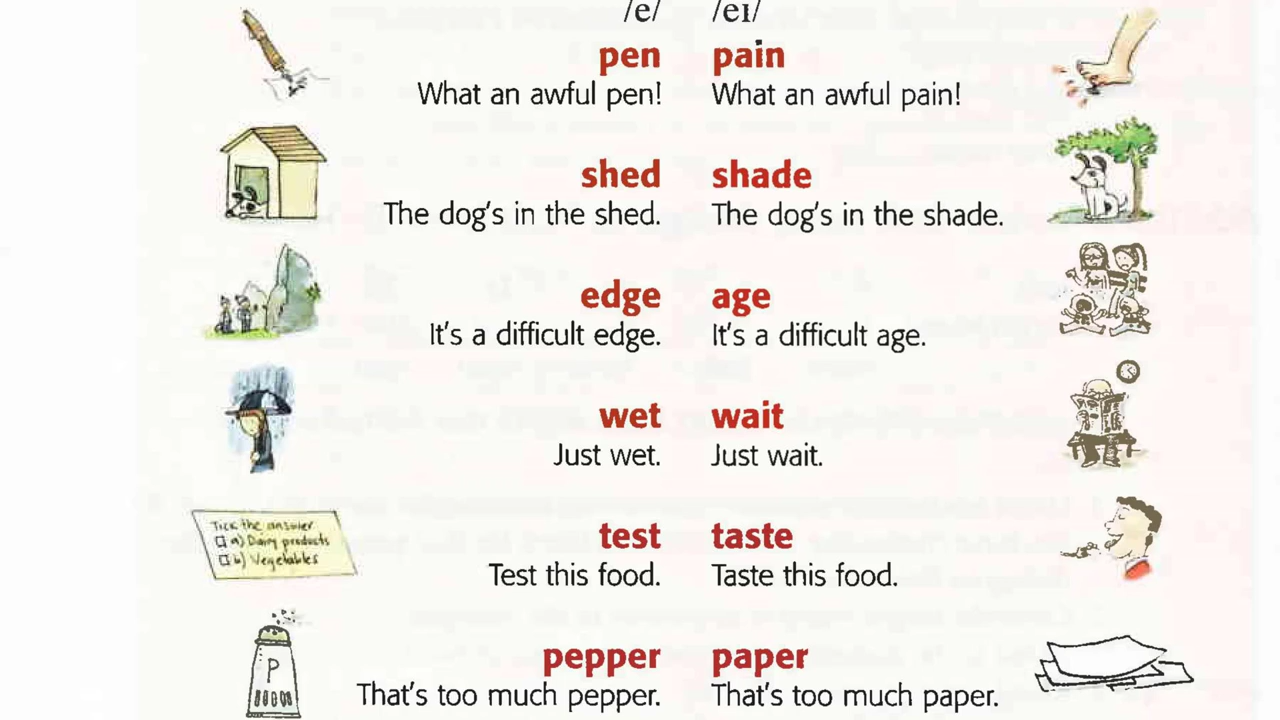 /e/ /eɪ/
pen pain
What an awful pen! What an awful pain!
shed shade
The dog's in the shed. The dog's in the shade.
edge age
It's a difficult edge. It's a difficult age.
wet wait
Just wet. Just wait.
Tick the answer
a) Dairy products
b) Vegetables
test taste
Test this food. Taste this food.
P
pepper paper
That's too much pepper. That's too much paper.